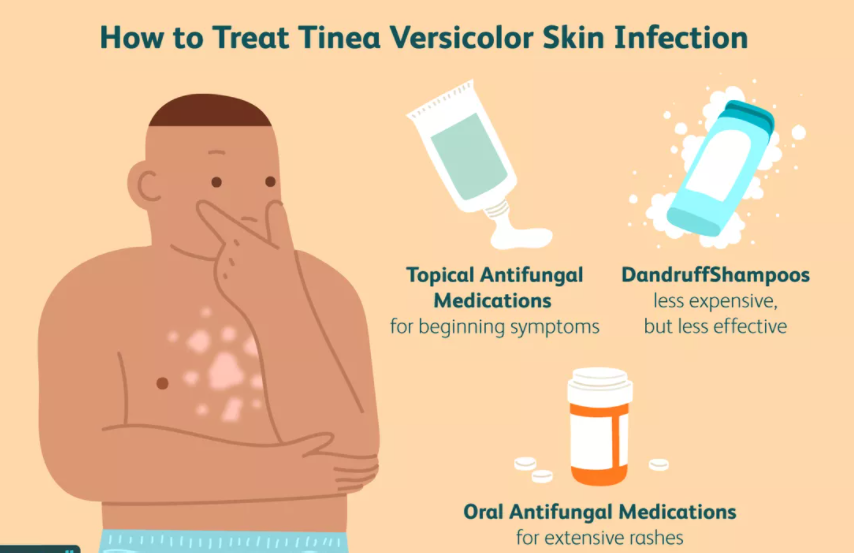 How to Treat Tinea Versicolor Skin Infection
Topical Antifungal
Medications
for beginning symptoms
DandruffShampoos
less expensive,
but less effective
Oral Antifungal Medications
for extensive rashes